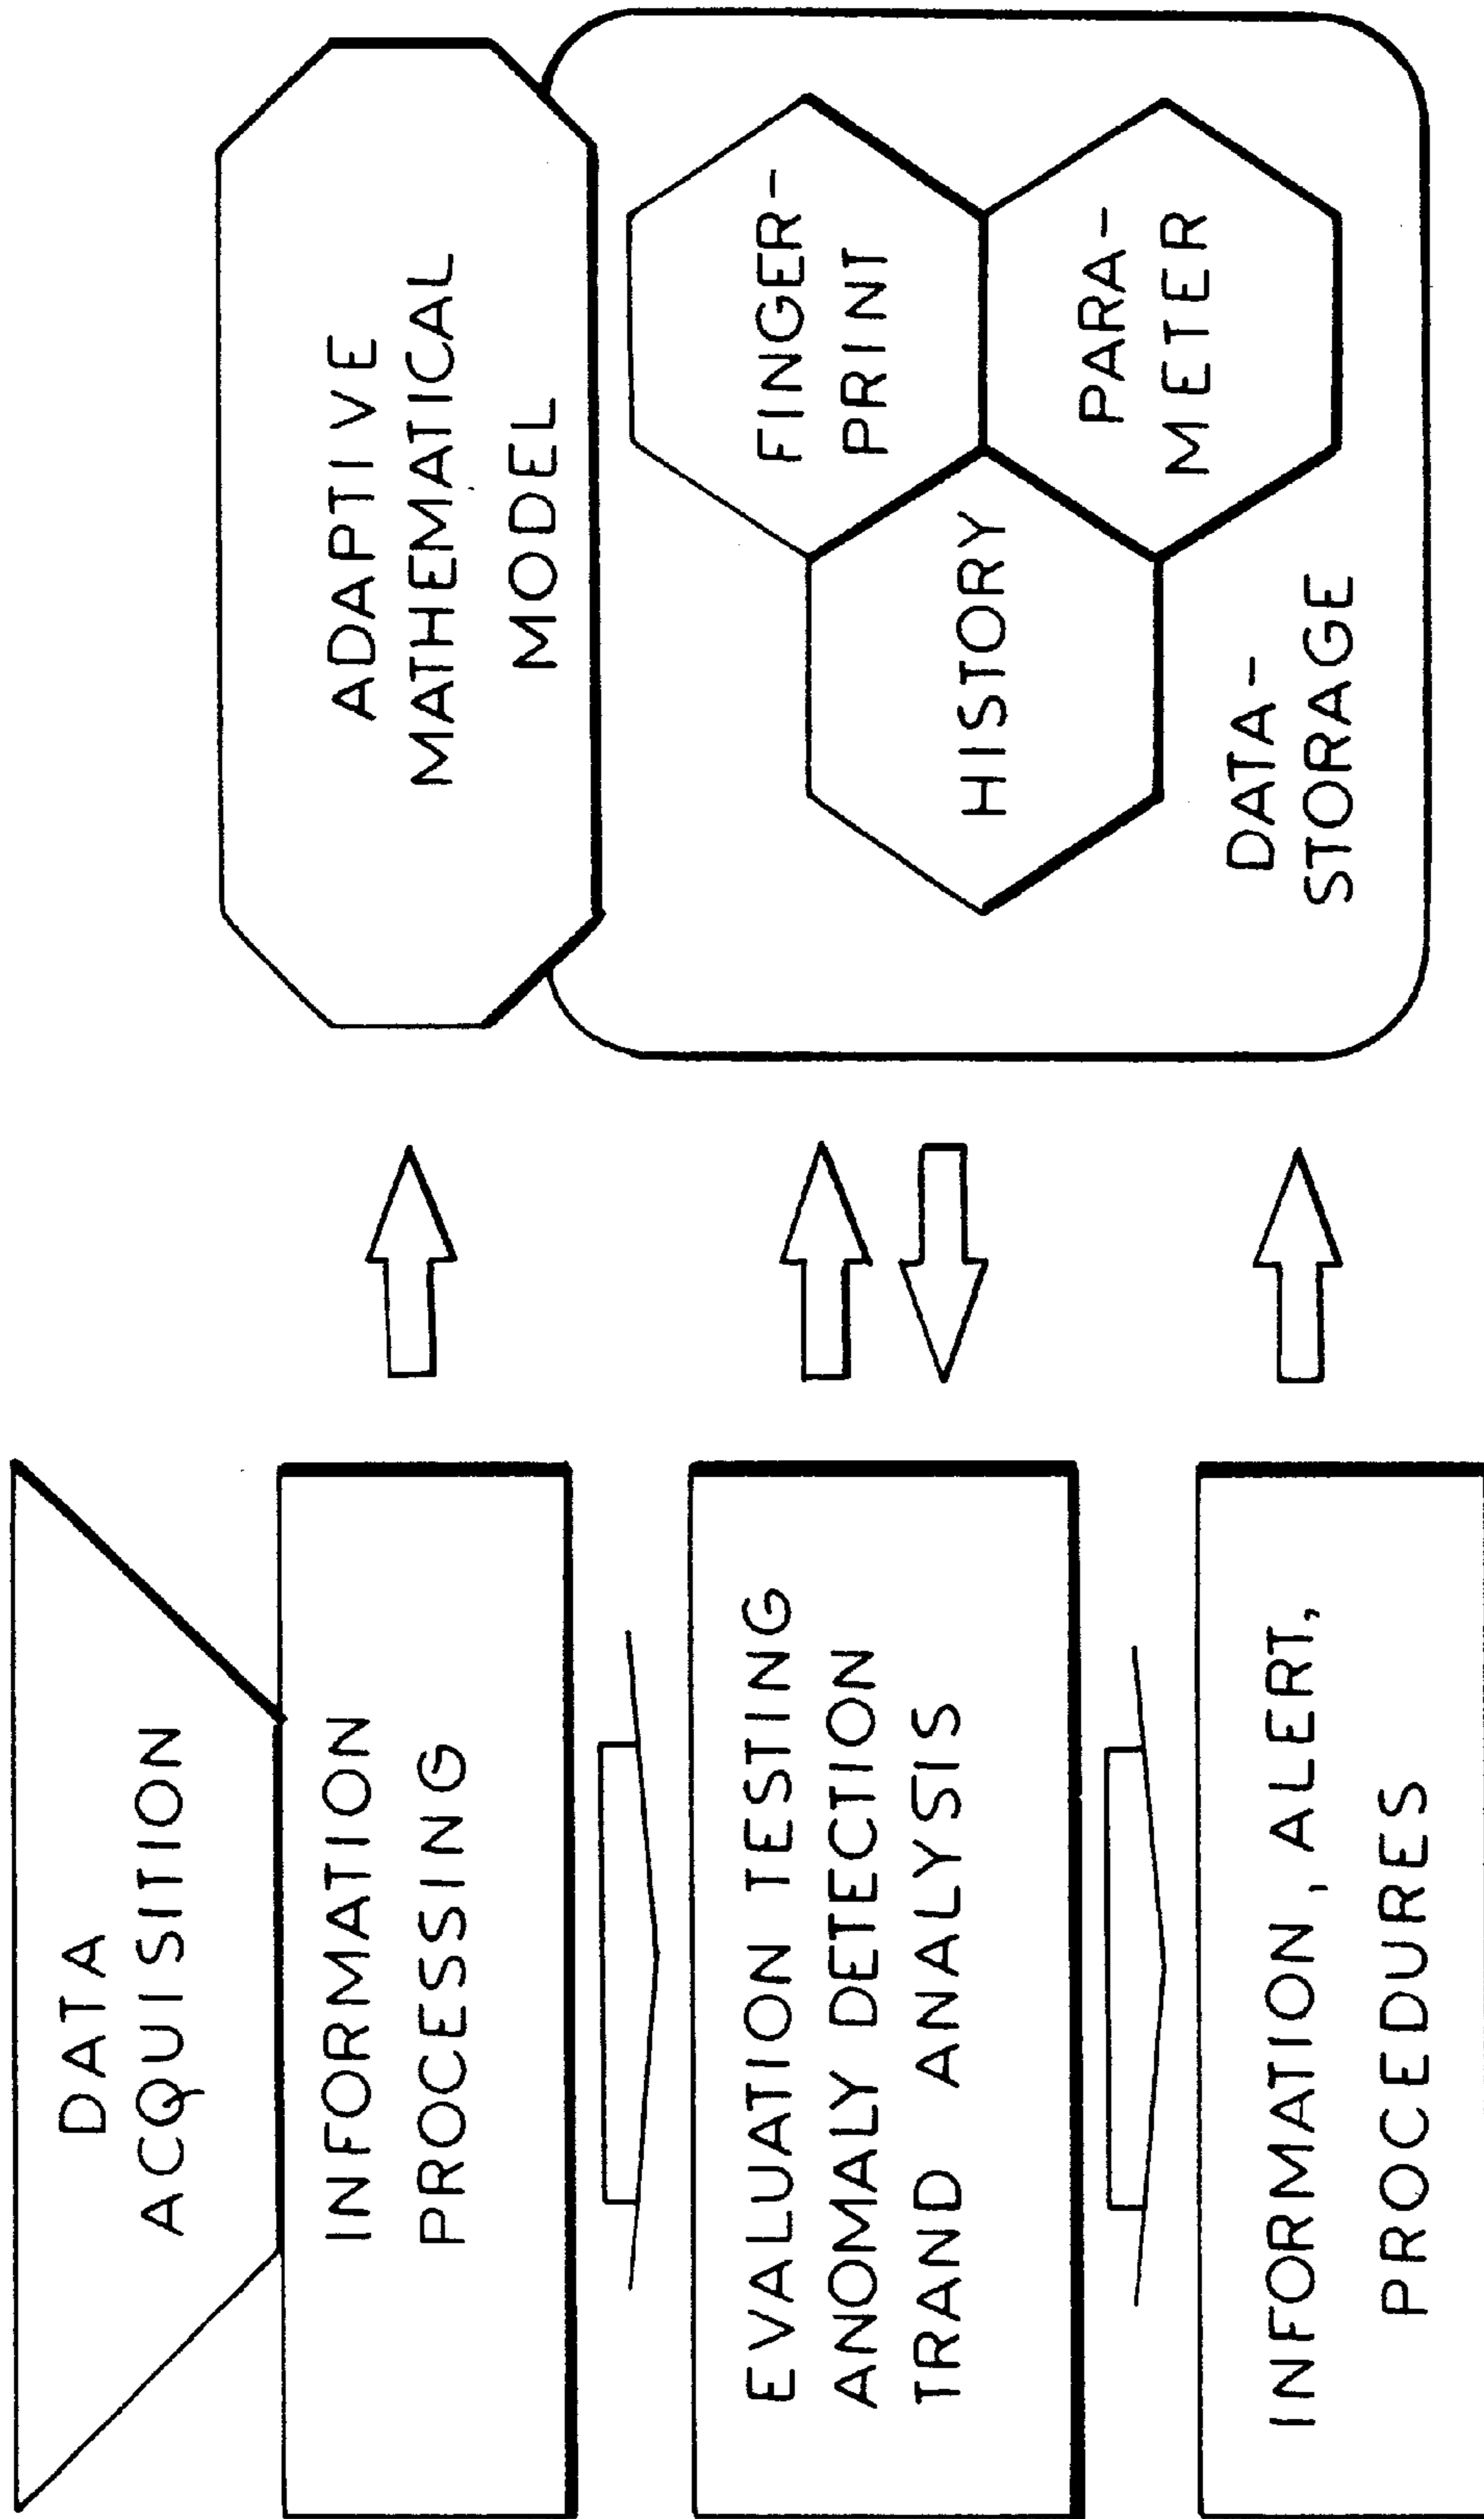 DATA
ACQUISITION
INFORMATION
PROCESSING
EVALUATION TESTING
ANOMALY DETECTION
TRAND ANALYSIS
INFORMATION, ALERT,
PROCEDURES
ADAPTIVE
MATHEMATICAL
MODEL
FINGER-
PRINT
HISTORY
PARA-
METER
DATA-
STORAGE